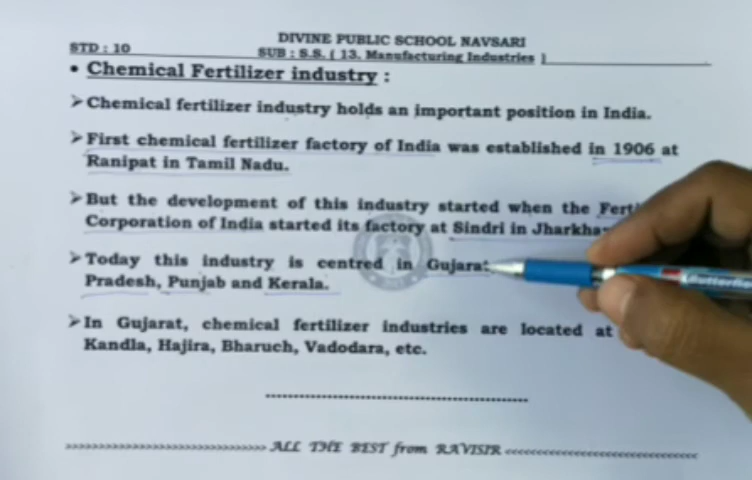 DIVINE PUBLIC SCHOOL NAVSARI
STD : 10 SUB : S.S. ( 13. Manufacturing Industries )
• Chemical Fertilizer industry :
➢ Chemical fertilizer industry holds an important position in India.
➢ First chemical fertilizer factory of India was established in 1906 at
Ranipat in Tamil Nadu.
➢ But the development of this industry started when the
Corporation of India started its factory at Sindri in
➢ Today this industry is centred in Gujarat
Pradesh, Punjab and Kerala.
➢ In Gujarat, chemical fertilizer industries are located at
Kandla, Hajira, Bharuch, Vadodara, etc.
ALL THE BEST from RAVISIR